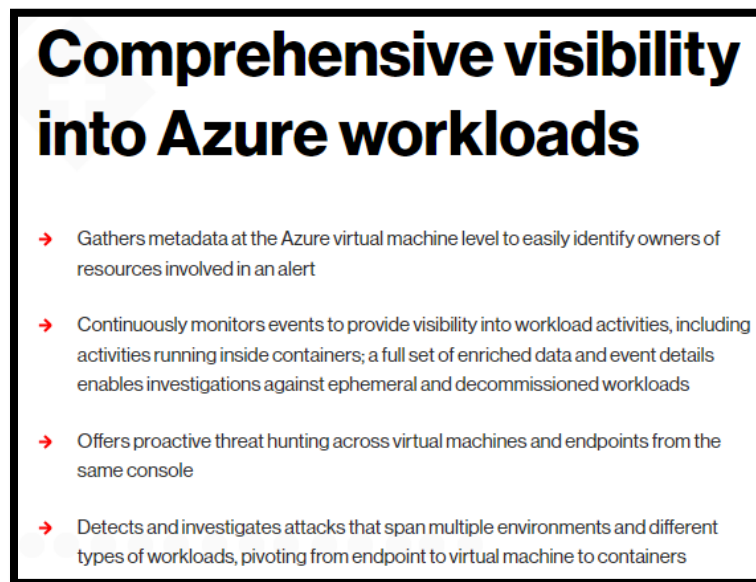 Comprehensive visibility
into Azure workloads
→ Gathers metadata at the Azure virtual machine level to easily identify owners of
resources involved in an alert
→ Continuously monitors events to provide visibility into workload activities, including
activities running inside containers; a full set of enriched data and event details
enables investigations against ephemeral and decommissioned workloads
→ Offers proactive threat hunting across virtual machines and endpoints from the
same console
→ Detects and investigates attacks that span multiple environments and different
types of workloads, pivoting from endpoint to virtual machine to containers